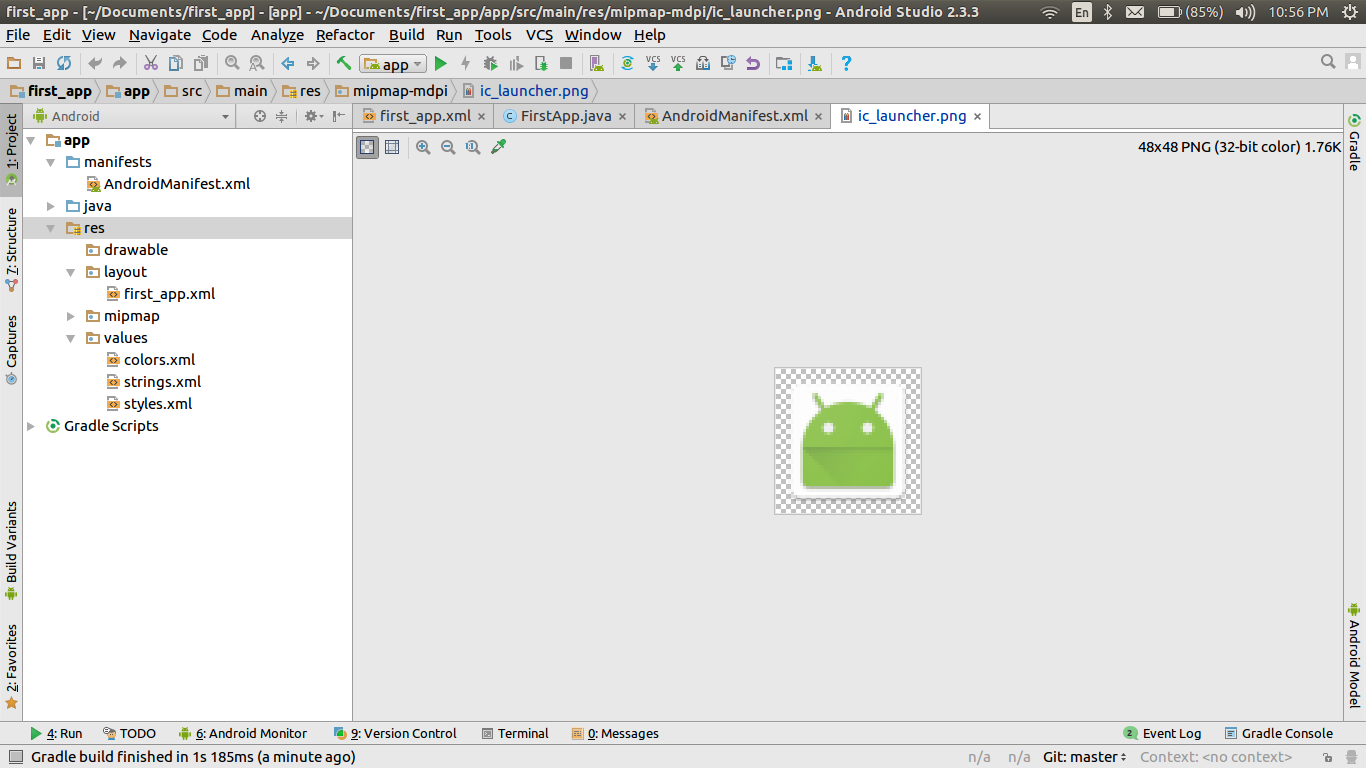 first_app - [~/Documents/first_app] - [app] - ~/Documents/first_app/app/src/main/res/mipmap-mdpi/ic_launcher.png - Android Studio 2.3.3 En (85%) 10:56 PM
File Edit View Navigate Code Analyze Refactor Build Run Tools VCS Window Help
app VCS VCS ?
first_app app src main res mipmap-mdpi ic_launcher.png
Android
first_app.xml FirstApp.java AndroidManifest.xml ic_launcher.png
48x48 PNG (32-bit color) 1.76K
app
manifests
AndroidManifest.xml
java
res
drawable
layout
first_app.xml
mipmap
values
colors.xml
strings.xml
styles.xml
Gradle Scripts
1: Project
7: Structure
Captures
Build Variants
2: Favorites
Gradle
Android Model
4: Run TODO 6: Android Monitor 9: Version Control Terminal 0: Messages 2 Event Log Gradle Console
Gradle build finished in 1s 185ms (a minute ago) n/a n/a Git: master Context: <no context>